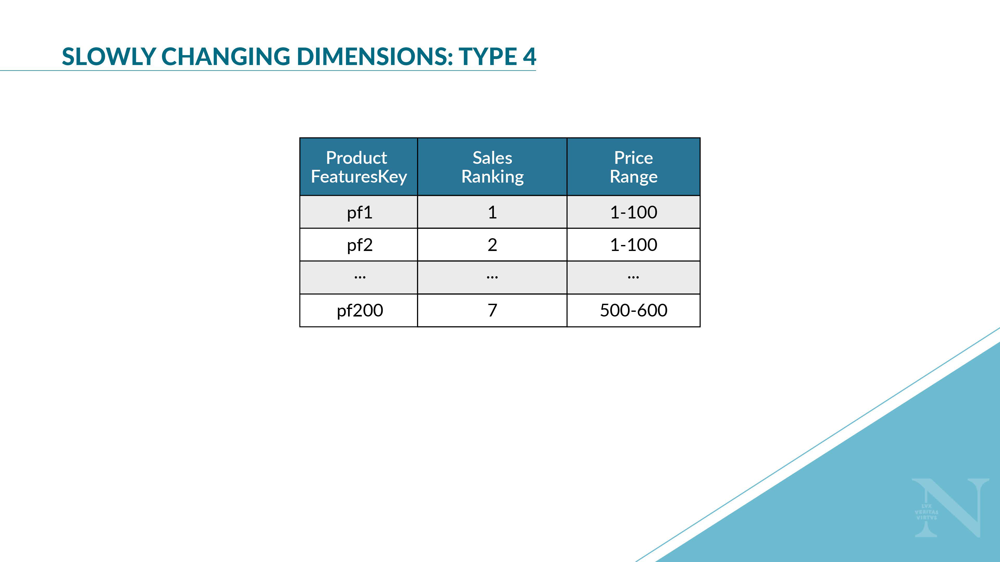 SLOWLY CHANGING DIMENSIONS: TYPE 4
Product FeaturesKey Sales Ranking Price Range
pf1 1 1-100
pf2 2 1-100
... ... ...
pf200 7 500-600
LVX
VERITAS
VIRTVS
N